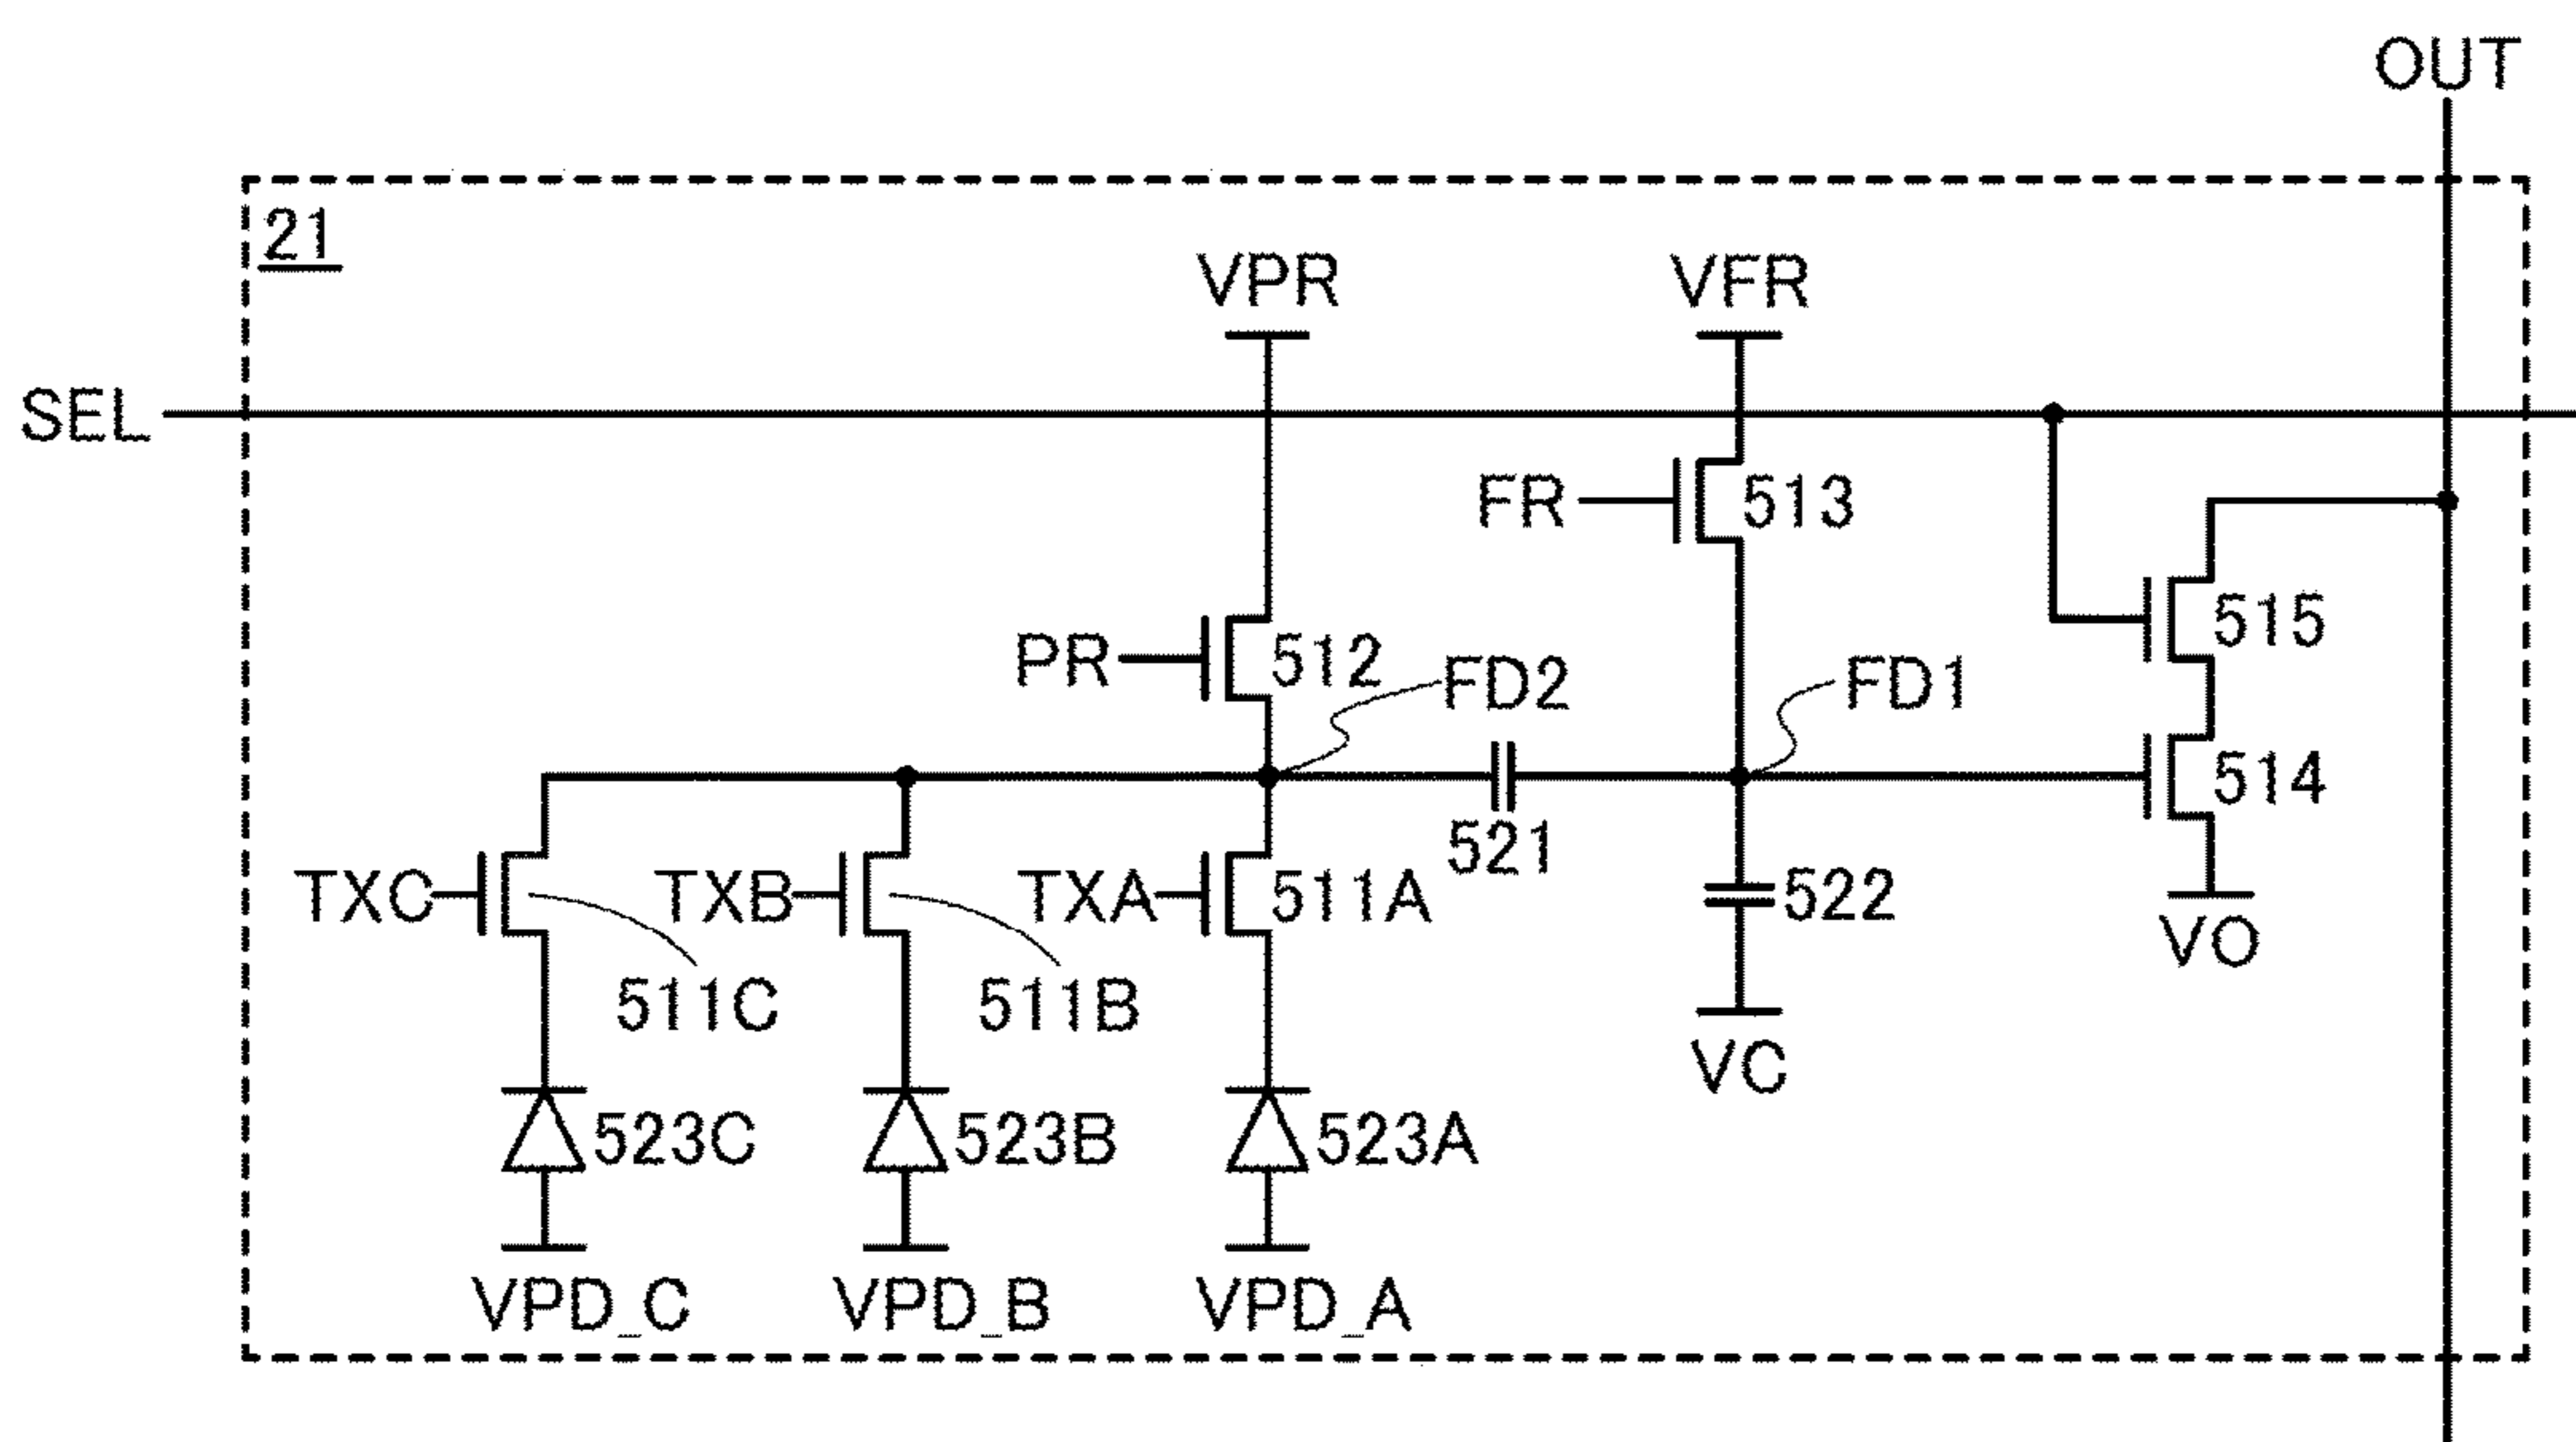 OUT
21
VPR
VFR
SEL
FR
513
515
PR
512
FD2
FD1
514
521
TXC
TXB
TXA
511A
522
VO
511C
511B
VC
523C
523B
523A
VPD_C
VPD_B
VPD_A